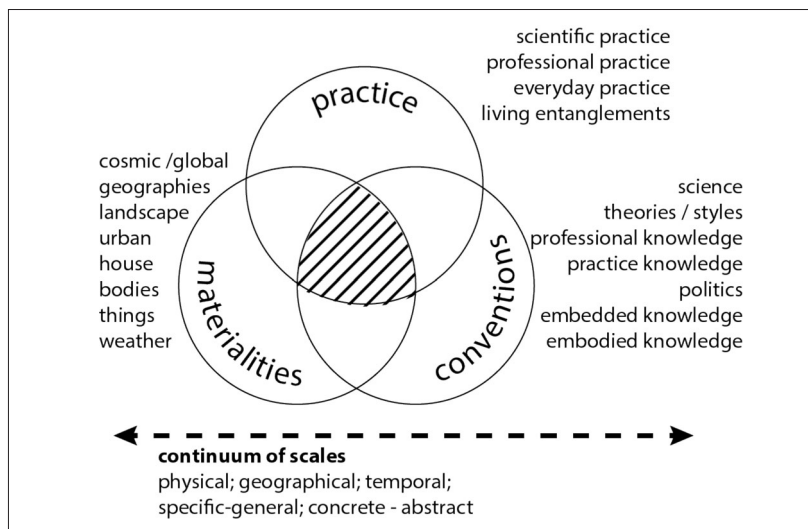 scientific practice
professional practice
everyday practice
living entanglements
practice
cosmic /global
geographies
landscape
urban
house
bodies
things
weather
materialities
conventions
science
theories / styles
professional knowledge
practice knowledge
politics
embedded knowledge
embodied knowledge
continuum of scales
physical; geographical; temporal;
specific-general; concrete - abstract